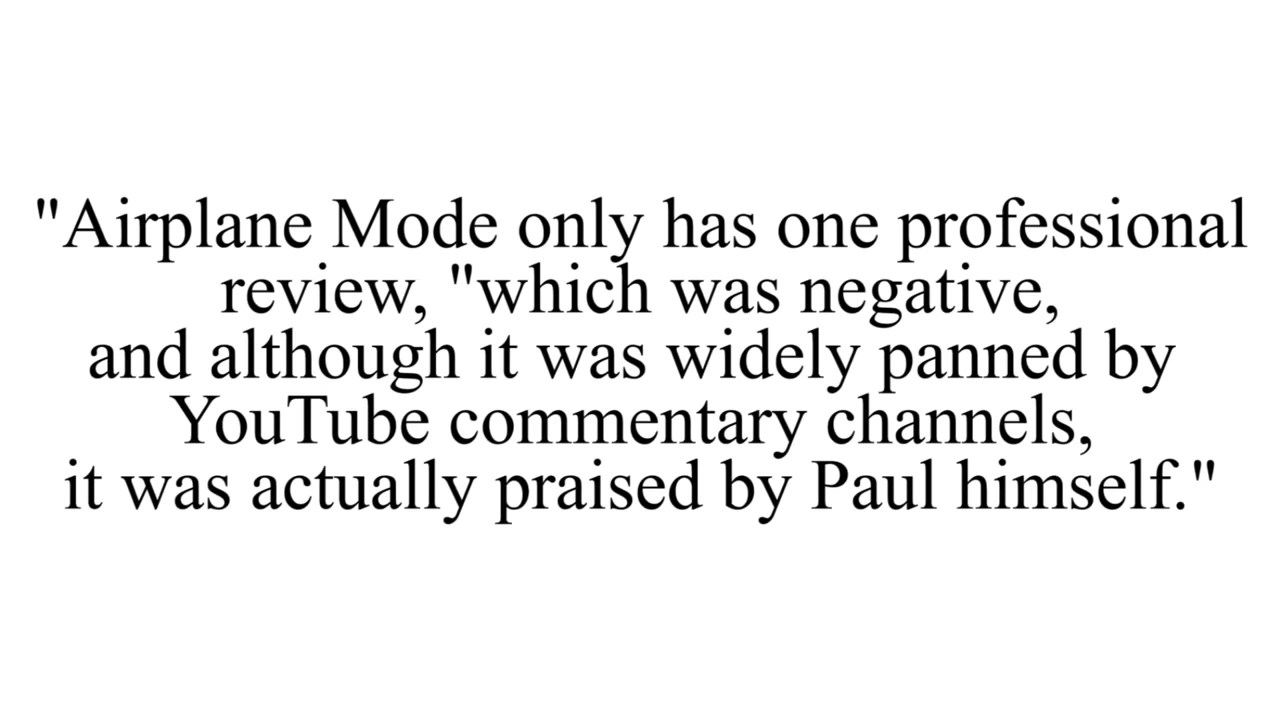 "Airplane Mode only has one professional
review, "which was negative,
and although it was widely panned by
YouTube commentary channels,
it was actually praised by Paul himself."